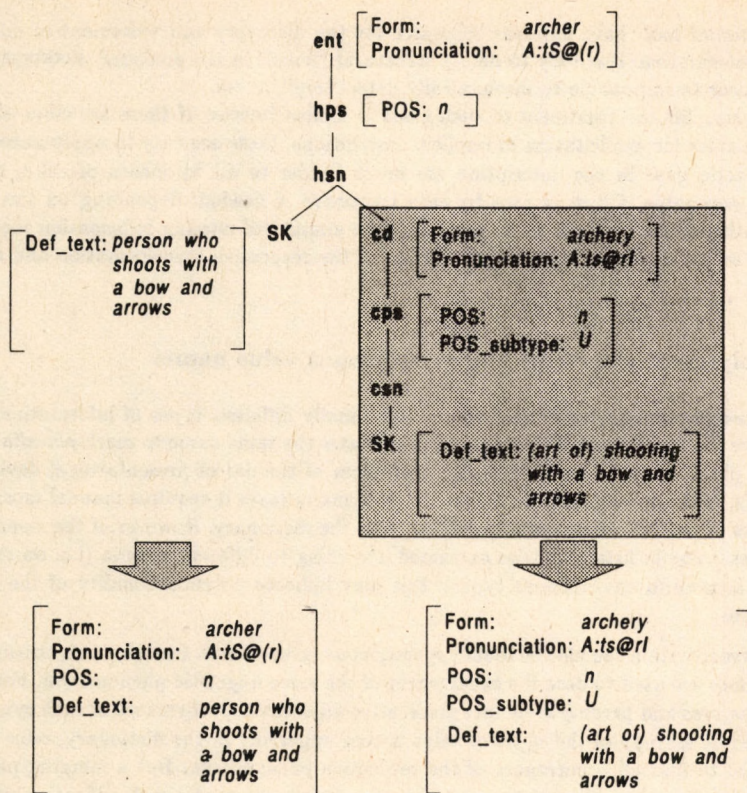 ent
Form: archer
Pronunciation: A:tS@(r)
hps
POS: n
hsn
SK
Def_text: person who
shoots with
a bow and
arrows
cd
Form: archery
Pronunciation: A:ts@rI
cps
POS: n
POS_subtype: U
csn
SK
Def_text: (art of) shooting
with a bow and
arrows
Form: archer
Pronunciation: A:tS@(r)
POS: n
Def_text: person who
shoots with
a bow and
arrows
Form: archery
Pronunciation: A:ts@rI
POS: n
POS_subtype: U
Def_text: (art of) shooting
with a bow and
arrows